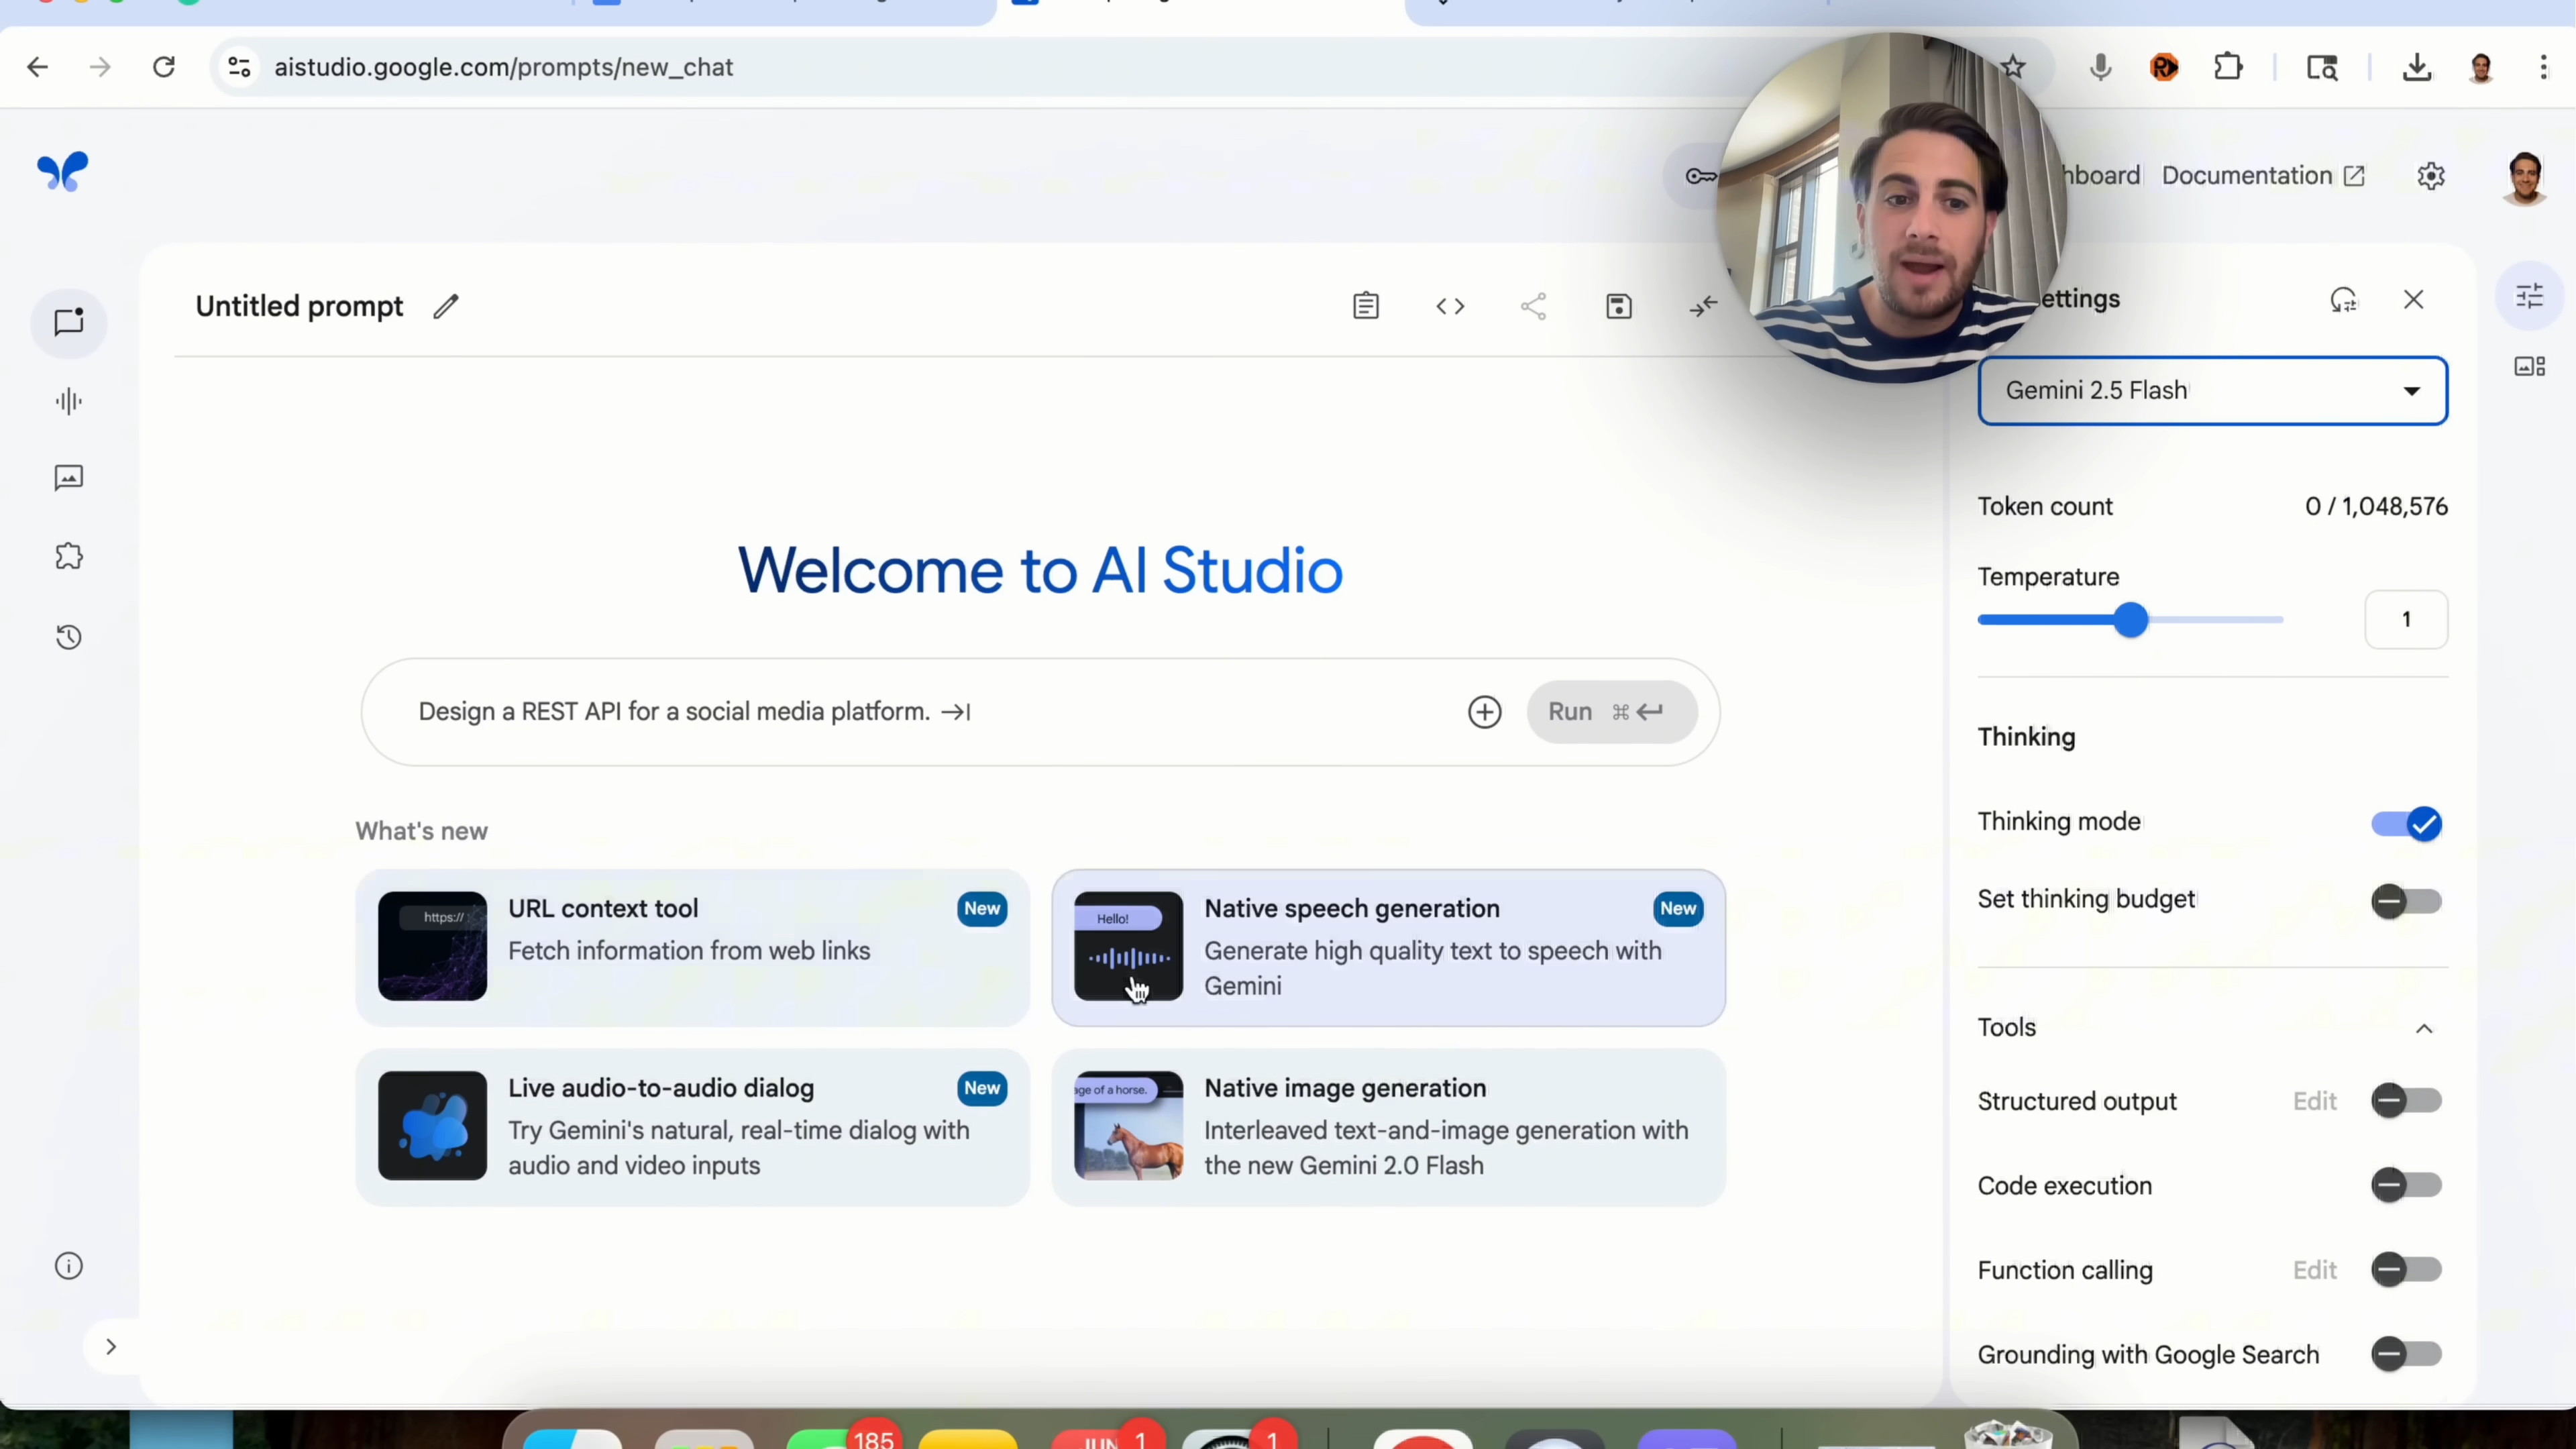 aistudio.google.com/prompts/new_chat
hboard
Documentation
Untitled prompt
ettings
Gemini 2.5 Flash
Token count
0 / 1,048,576
Temperature
1
Welcome to AI Studio
Design a REST API for a social media platform.
Run ⌘
Thinking
Thinking mode
Set thinking budget
What's new
https://
URL context tool
New
Fetch information from web links
Hello!
Native speech generation
New
Generate high quality text to speech with
Gemini
Live audio-to-audio dialog
New
Try Gemini's natural, real-time dialog with
audio and video inputs
age of a horse.
Native image generation
Interleaved text-and-image generation with
the new Gemini 2.0 Flash
Tools
Structured output
Edit
Code execution
Function calling
Edit
Grounding with Google Search
185
JUN
1
1